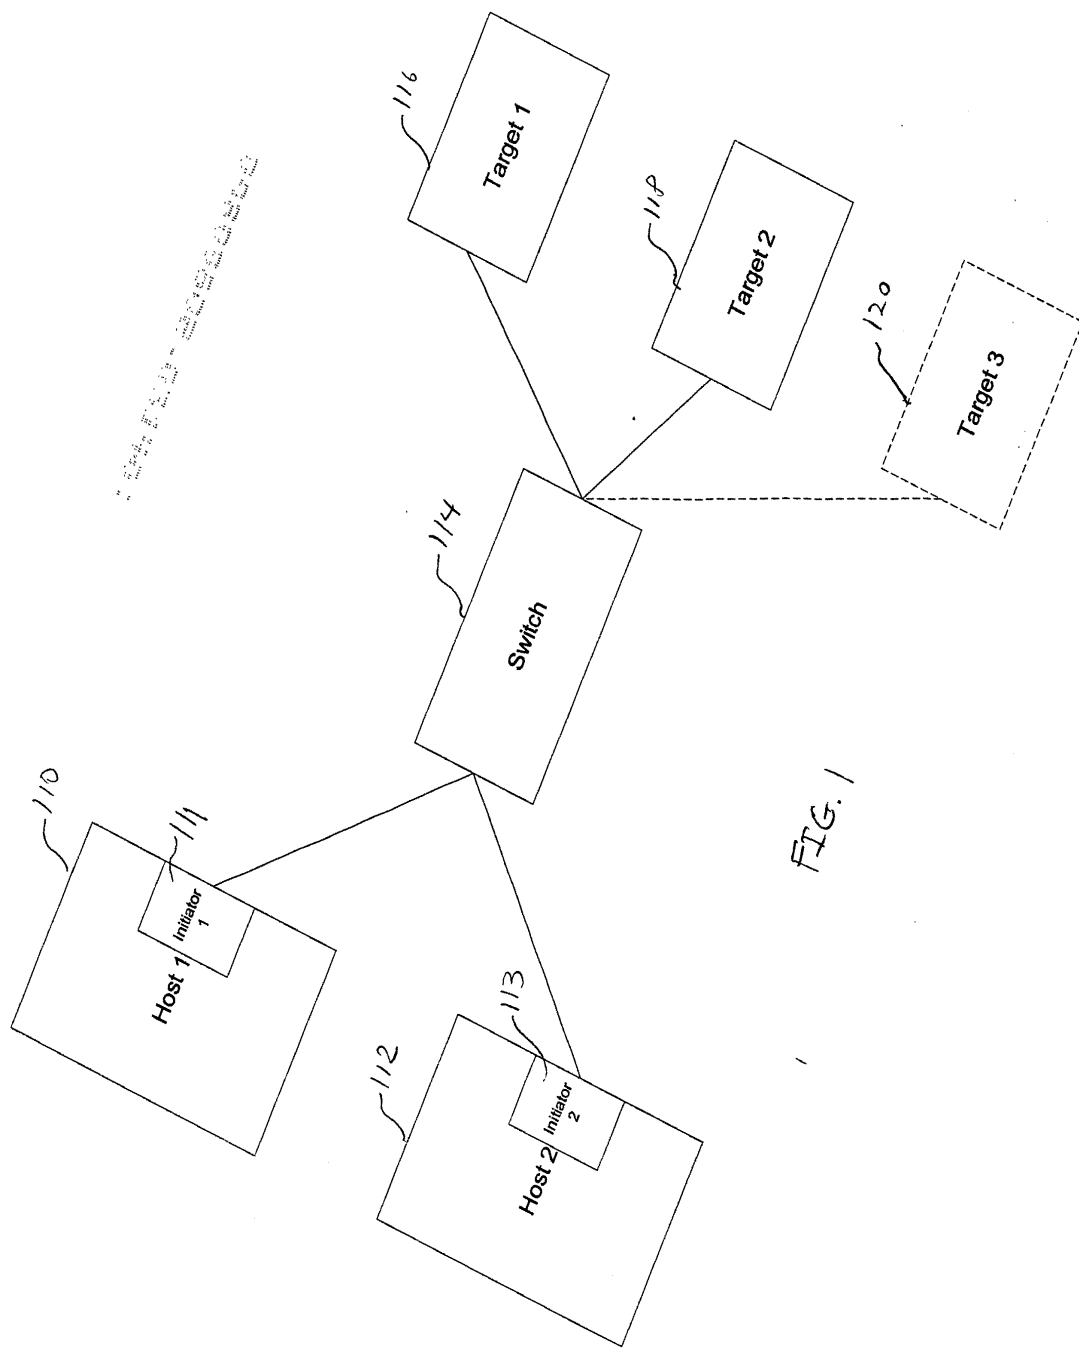 110
111
Initiator
1
Host 1
112
113
Initiator
2
Host 2
114
Switch
116
Target 1
118
Target 2
120
Target 3
FIG. 1